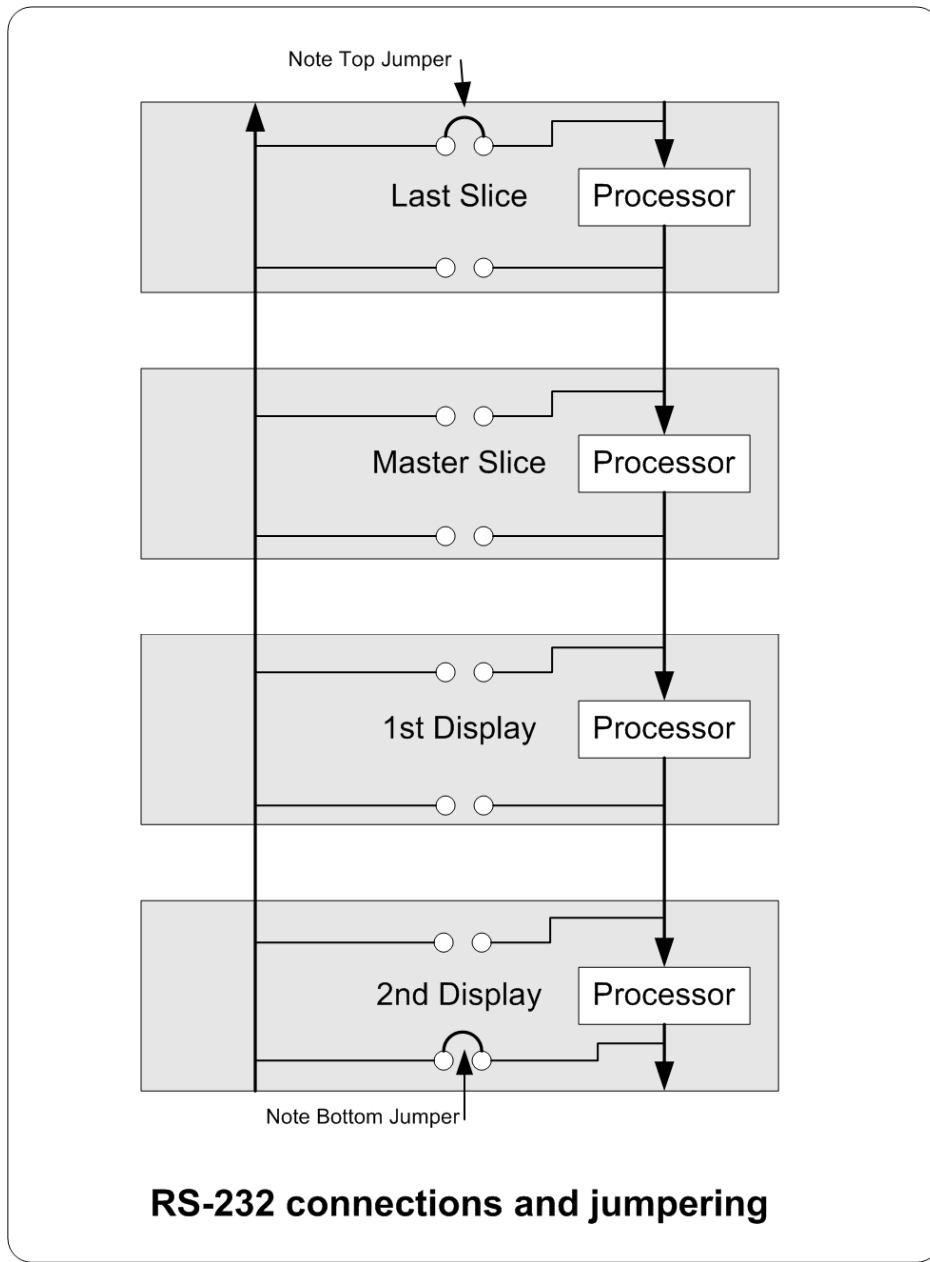 Note Top Jumper
Last Slice
Processor
Master Slice
Processor
1st Display
Processor
2nd Display
Processor
Note Bottom Jumper
RS-232 connections and jumpering